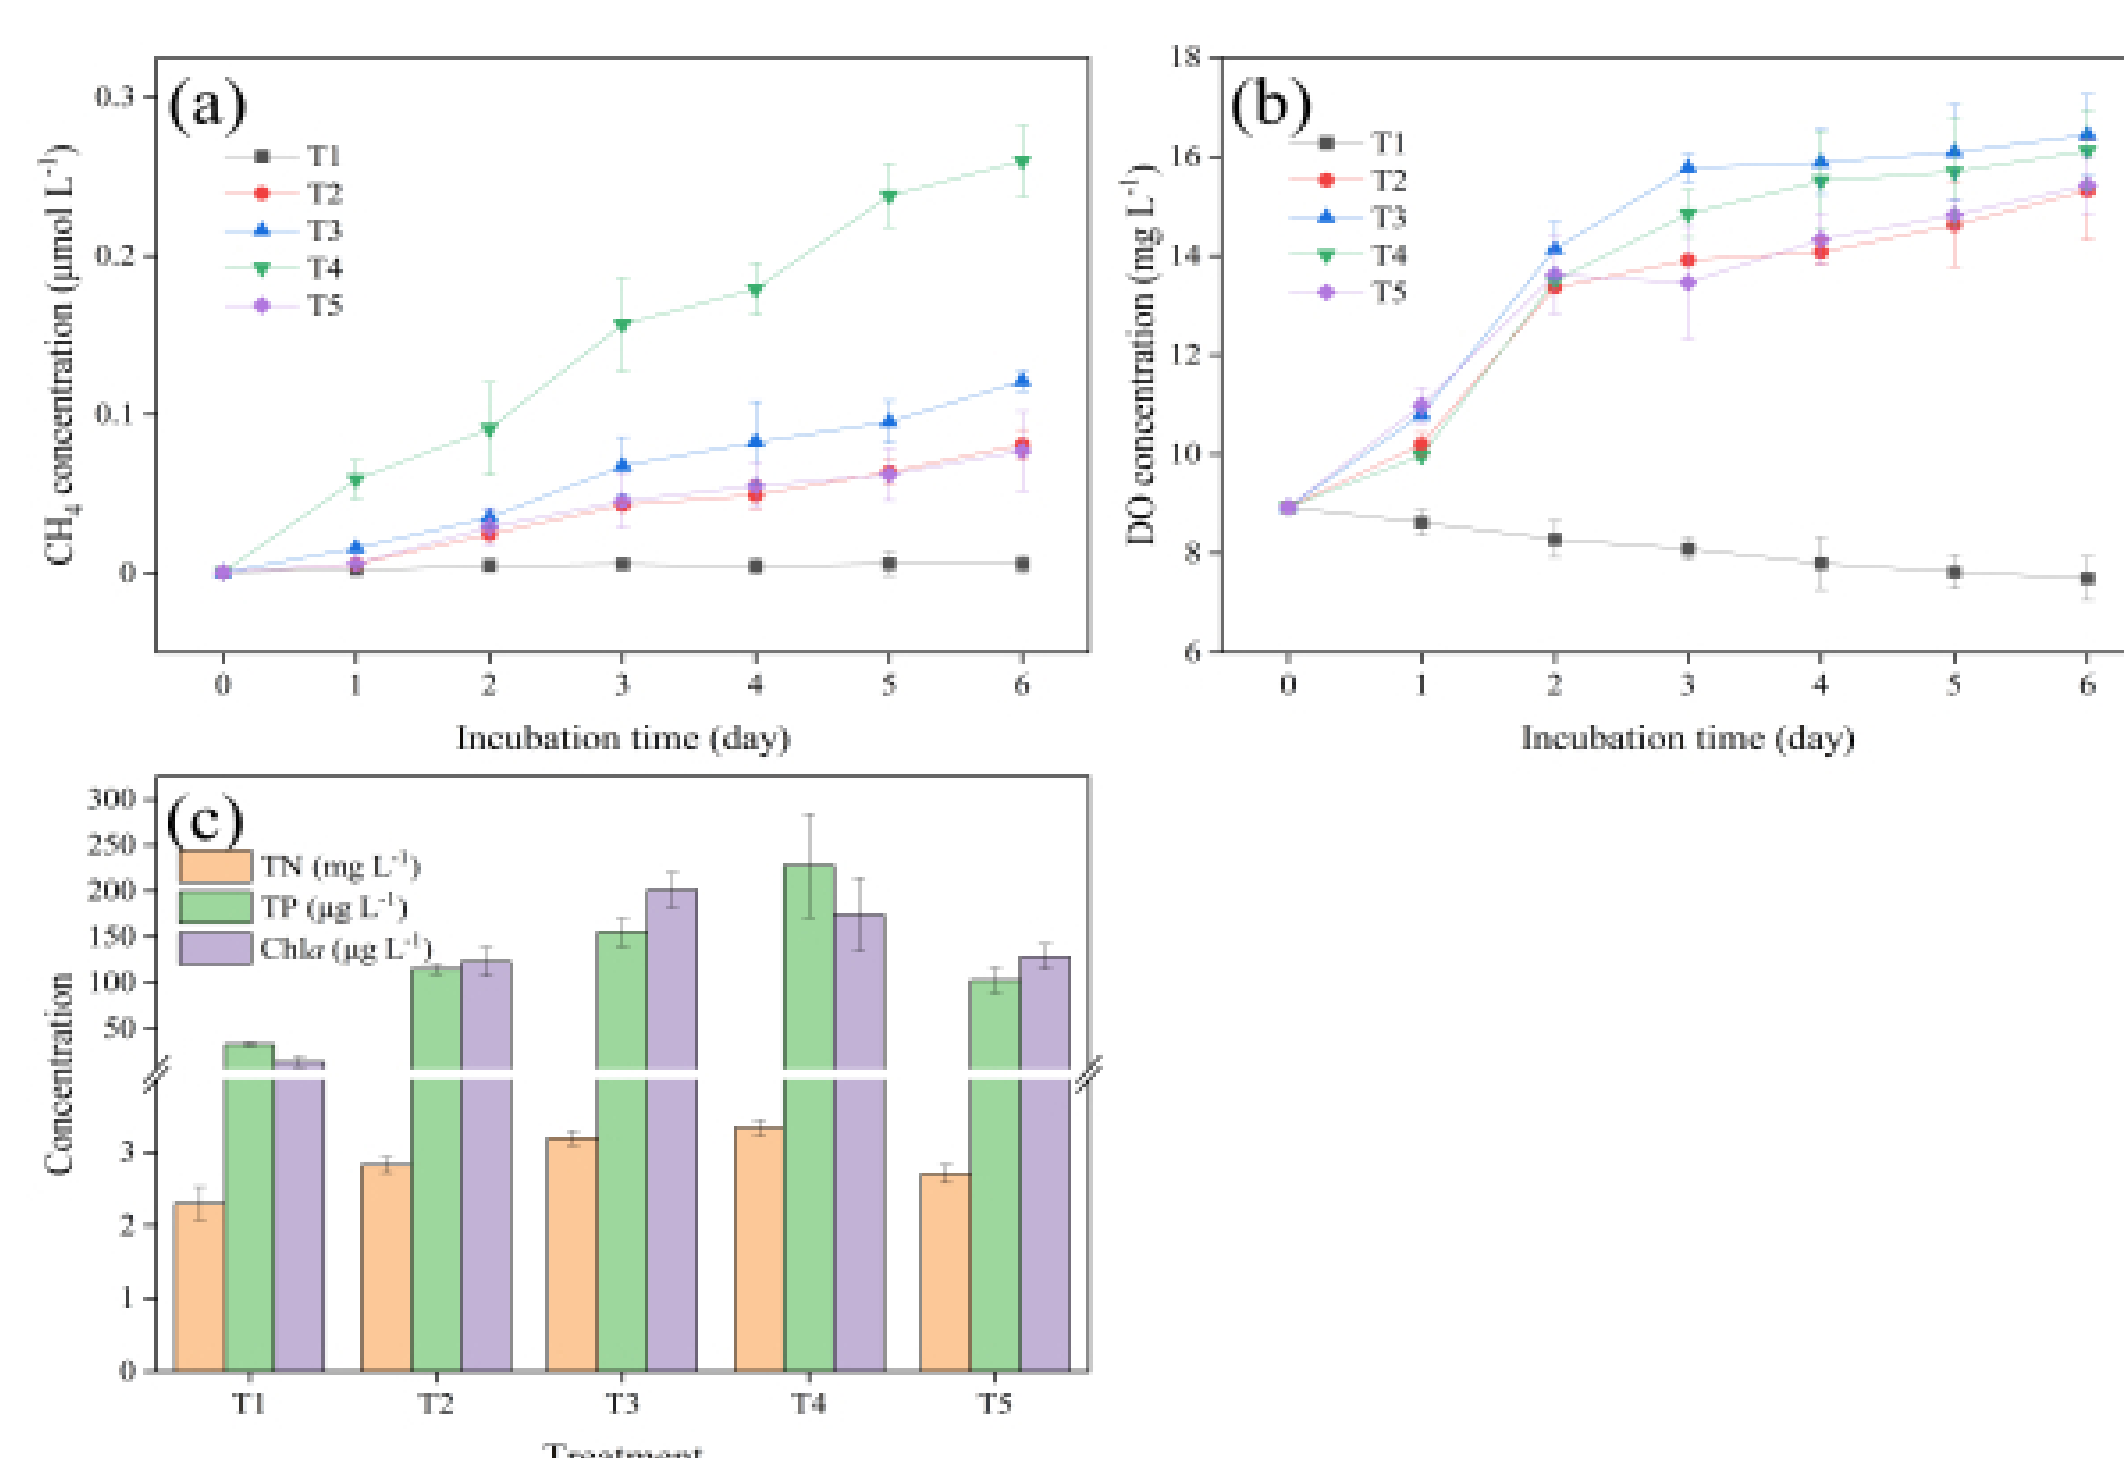 (a)
0.3
0.2
0.1
0
T1
T2
T3
T4
T5
CH4 concentration (μmol L-1)
0 1 2 3 4 5 6
Incubation time (day)
(b)
18
16
14
12
10
8
6
T1
T2
T3
T4
T5
DO concentration (mg L-1)
0 1 2 3 4 5 6
Incubation time (day)
(c)
300
250
200
150
100
50
3
2
1
0
TN (mg L-1)
TP (μg L-1)
Chla (μg L-1)
Concentration
T1 T2 T3 T4 T5
Treatment